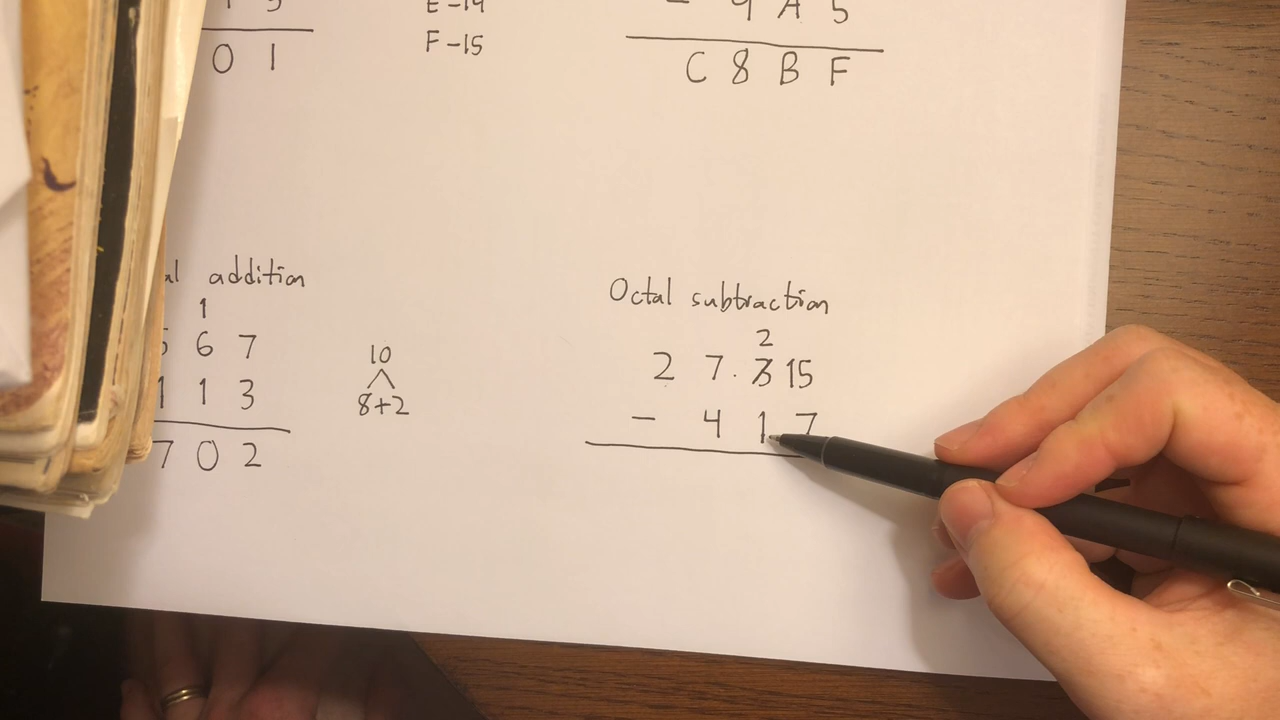 0 1
F-15
C 8 B F
addition
1
6 7
1 1 3
7 0 2
10
8+2
Octal subtraction
2
2 7 . 3 15
- 4 1 7